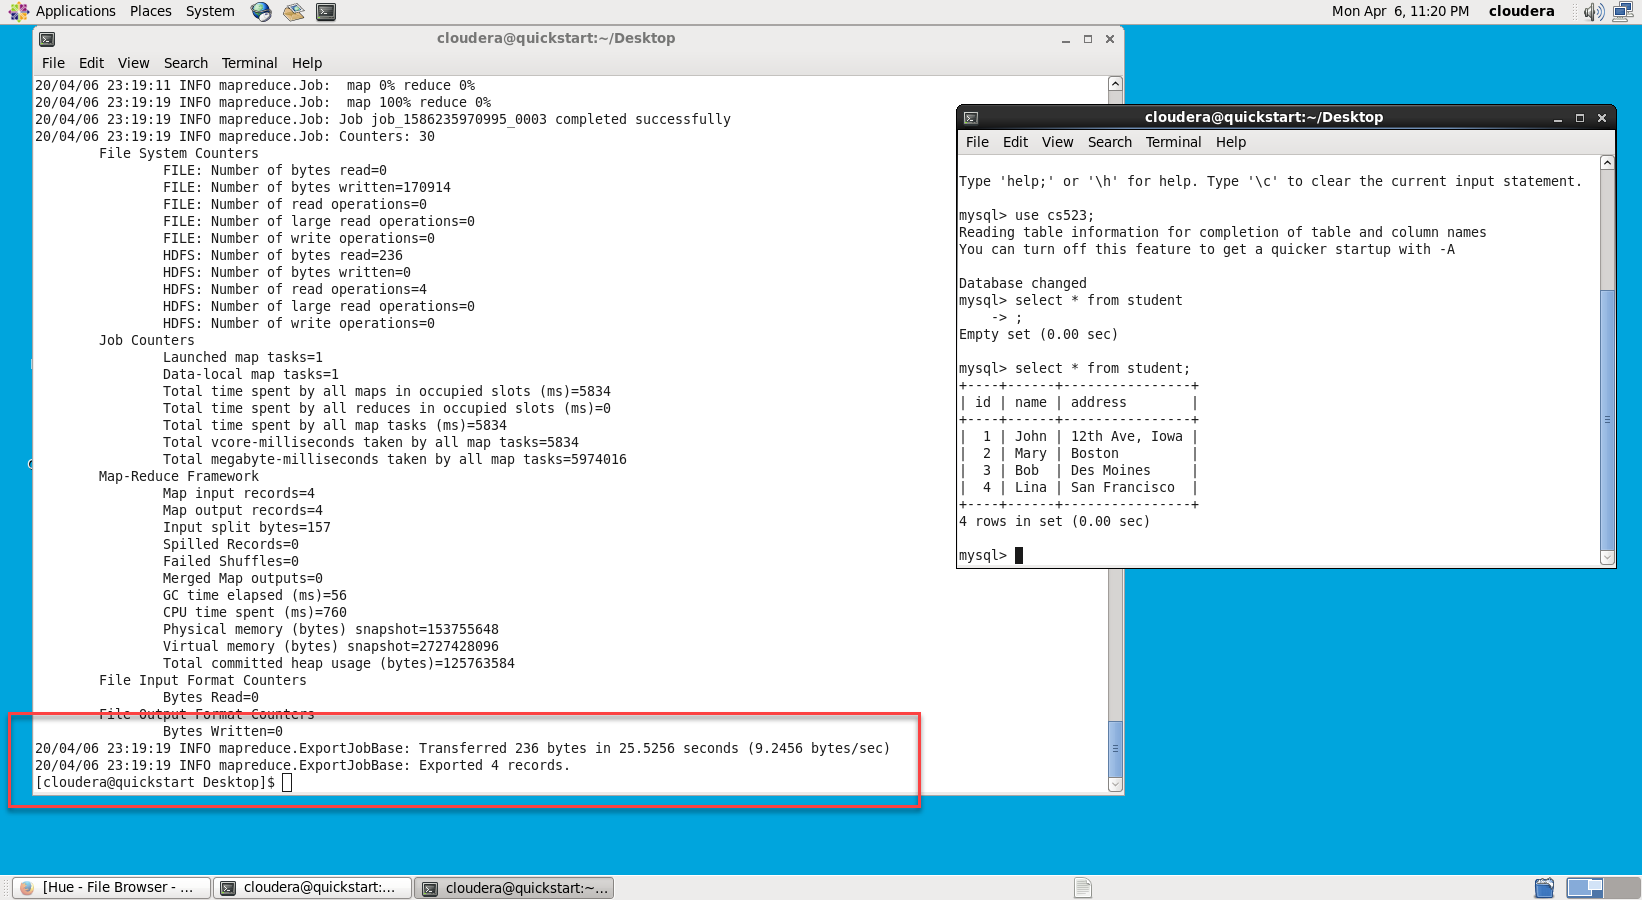 Applications Places System Mon Apr 6, 11:20 PM cloudera
cloudera@quickstart:~/Desktop
File Edit View Search Terminal Help
20/04/06 23:19:11 INFO mapreduce.Job:  map 0% reduce 0%
20/04/06 23:19:19 INFO mapreduce.Job:  map 100% reduce 0%
20/04/06 23:19:19 INFO mapreduce.Job: Job job_1586235970995_0003 completed successfully
20/04/06 23:19:19 INFO mapreduce.Job: Counters: 30
File System Counters
FILE: Number of bytes read=0
FILE: Number of bytes written=170914
FILE: Number of read operations=0
FILE: Number of large read operations=0
FILE: Number of write operations=0
HDFS: Number of bytes read=236
HDFS: Number of bytes written=0
HDFS: Number of read operations=4
HDFS: Number of large read operations=0
HDFS: Number of write operations=0
Job Counters
Launched map tasks=1
Data-local map tasks=1
Total time spent by all maps in occupied slots (ms)=5834
Total time spent by all reduces in occupied slots (ms)=0
Total time spent by all map tasks (ms)=5834
Total vcore-milliseconds taken by all map tasks=5834
Total megabyte-milliseconds taken by all map tasks=5974016
Map-Reduce Framework
Map input records=4
Map output records=4
Input split bytes=157
Spilled Records=0
Failed Shuffles=0
Merged Map outputs=0
GC time elapsed (ms)=56
CPU time spent (ms)=760
Physical memory (bytes) snapshot=153755648
Virtual memory (bytes) snapshot=2727428096
Total committed heap usage (bytes)=125763584
File Input Format Counters
Bytes Read=0
File Output Format Counters
Bytes Written=0
20/04/06 23:19:19 INFO mapreduce.ExportJobBase: Transferred 236 bytes in 25.5256 seconds (9.2456 bytes/sec)
20/04/06 23:19:19 INFO mapreduce.ExportJobBase: Exported 4 records.
[cloudera@quickstart Desktop]$
cloudera@quickstart:~/Desktop
File Edit View Search Terminal Help
Type 'help;' or '\h' for help. Type '\c' to clear the current input statement.
mysql> use cs523;
Reading table information for completion of table and column names
You can turn off this feature to get a quicker startup with -A
Database changed
mysql> select * from student
-> ;
Empty set (0.00 sec)
mysql> select * from student;
+----+------+----------------+
| id | name | address        |
+----+------+----------------+
|  1 | John | 12th Ave, Iowa |
|  2 | Mary | Boston         |
|  3 | Bob  | Des Moines     |
|  4 | Lina | San Francisco  |
+----+------+----------------+
4 rows in set (0.00 sec)
mysql>
[Hue - File Browser - ... cloudera@quickstart:... cloudera@quickstart:~...